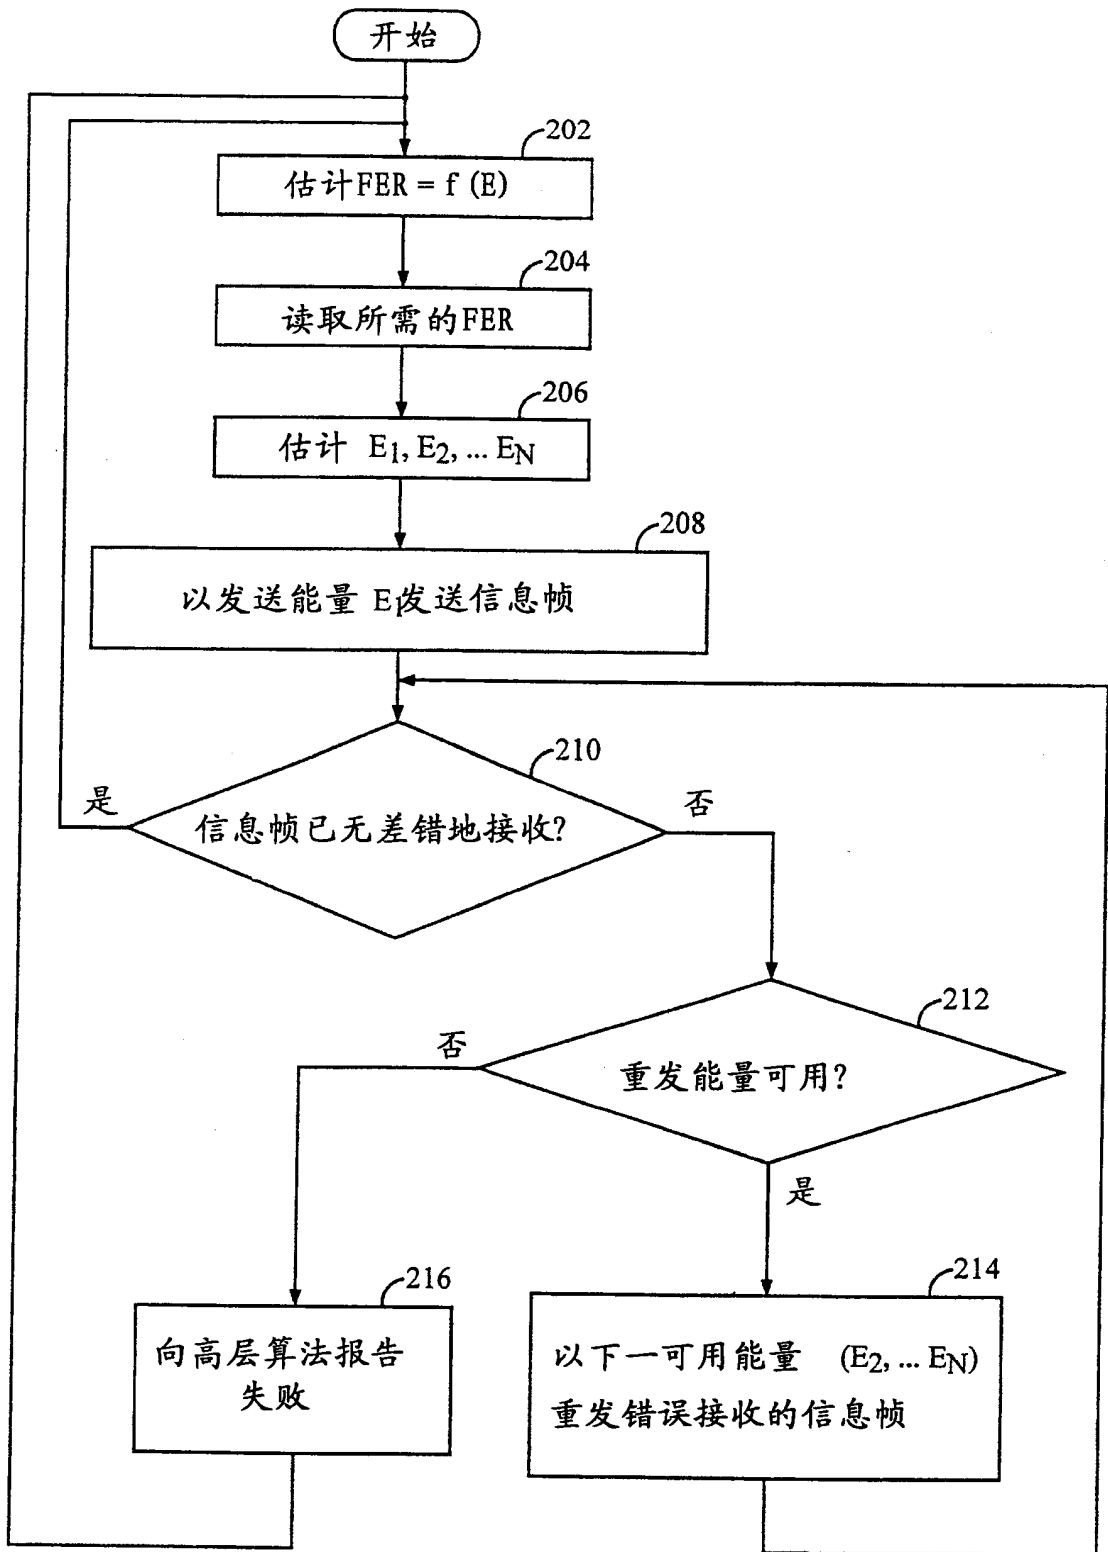 开始
202
估计FER = f (E)
204
读取所需的FER
206
估计 E1, E2, ... EN
208
以发送能量 E1发送信息帧
210
是
信息帧已无差错地接收?
否
212
否
重发能量可用?
是
216
向高层算法报告
失败
214
以下一可用能量 (E2, ... EN)
重发错误接收的信息帧